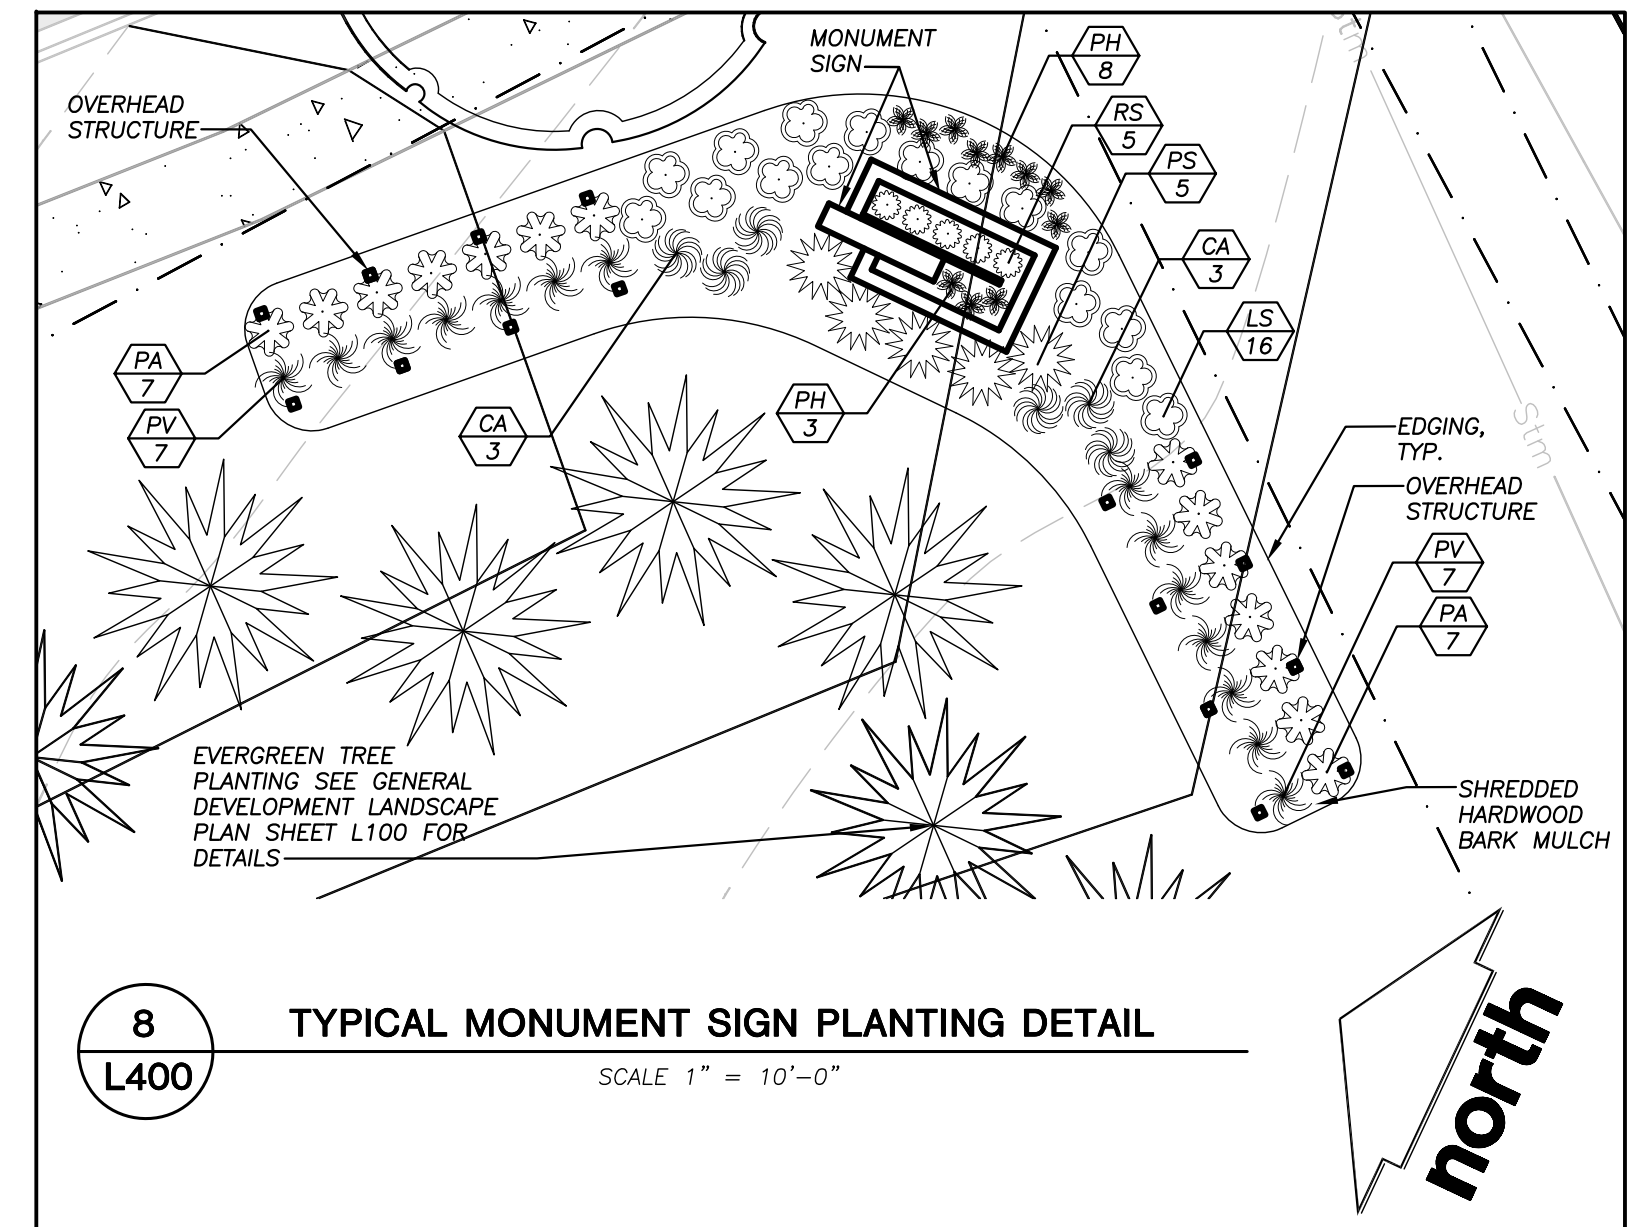 Stm
MONUMENT
SIGN
PH
8
OVERHEAD
STRUCTURE
RS
5
PS
5
CA
3
LS
16
PA
7
PV
7
CA
3
PH
3
Stm
EDGING,
TYP.
OVERHEAD
STRUCTURE
PV
7
PA
7
EVERGREEN TREE
PLANTING SEE GENERAL
DEVELOPMENT LANDSCAPE
PLAN SHEET L100 FOR
DETAILS
SHREDDED
HARDWOOD
BARK MULCH
8
L400
TYPICAL MONUMENT SIGN PLANTING DETAIL
SCALE 1" = 10'-0"
north